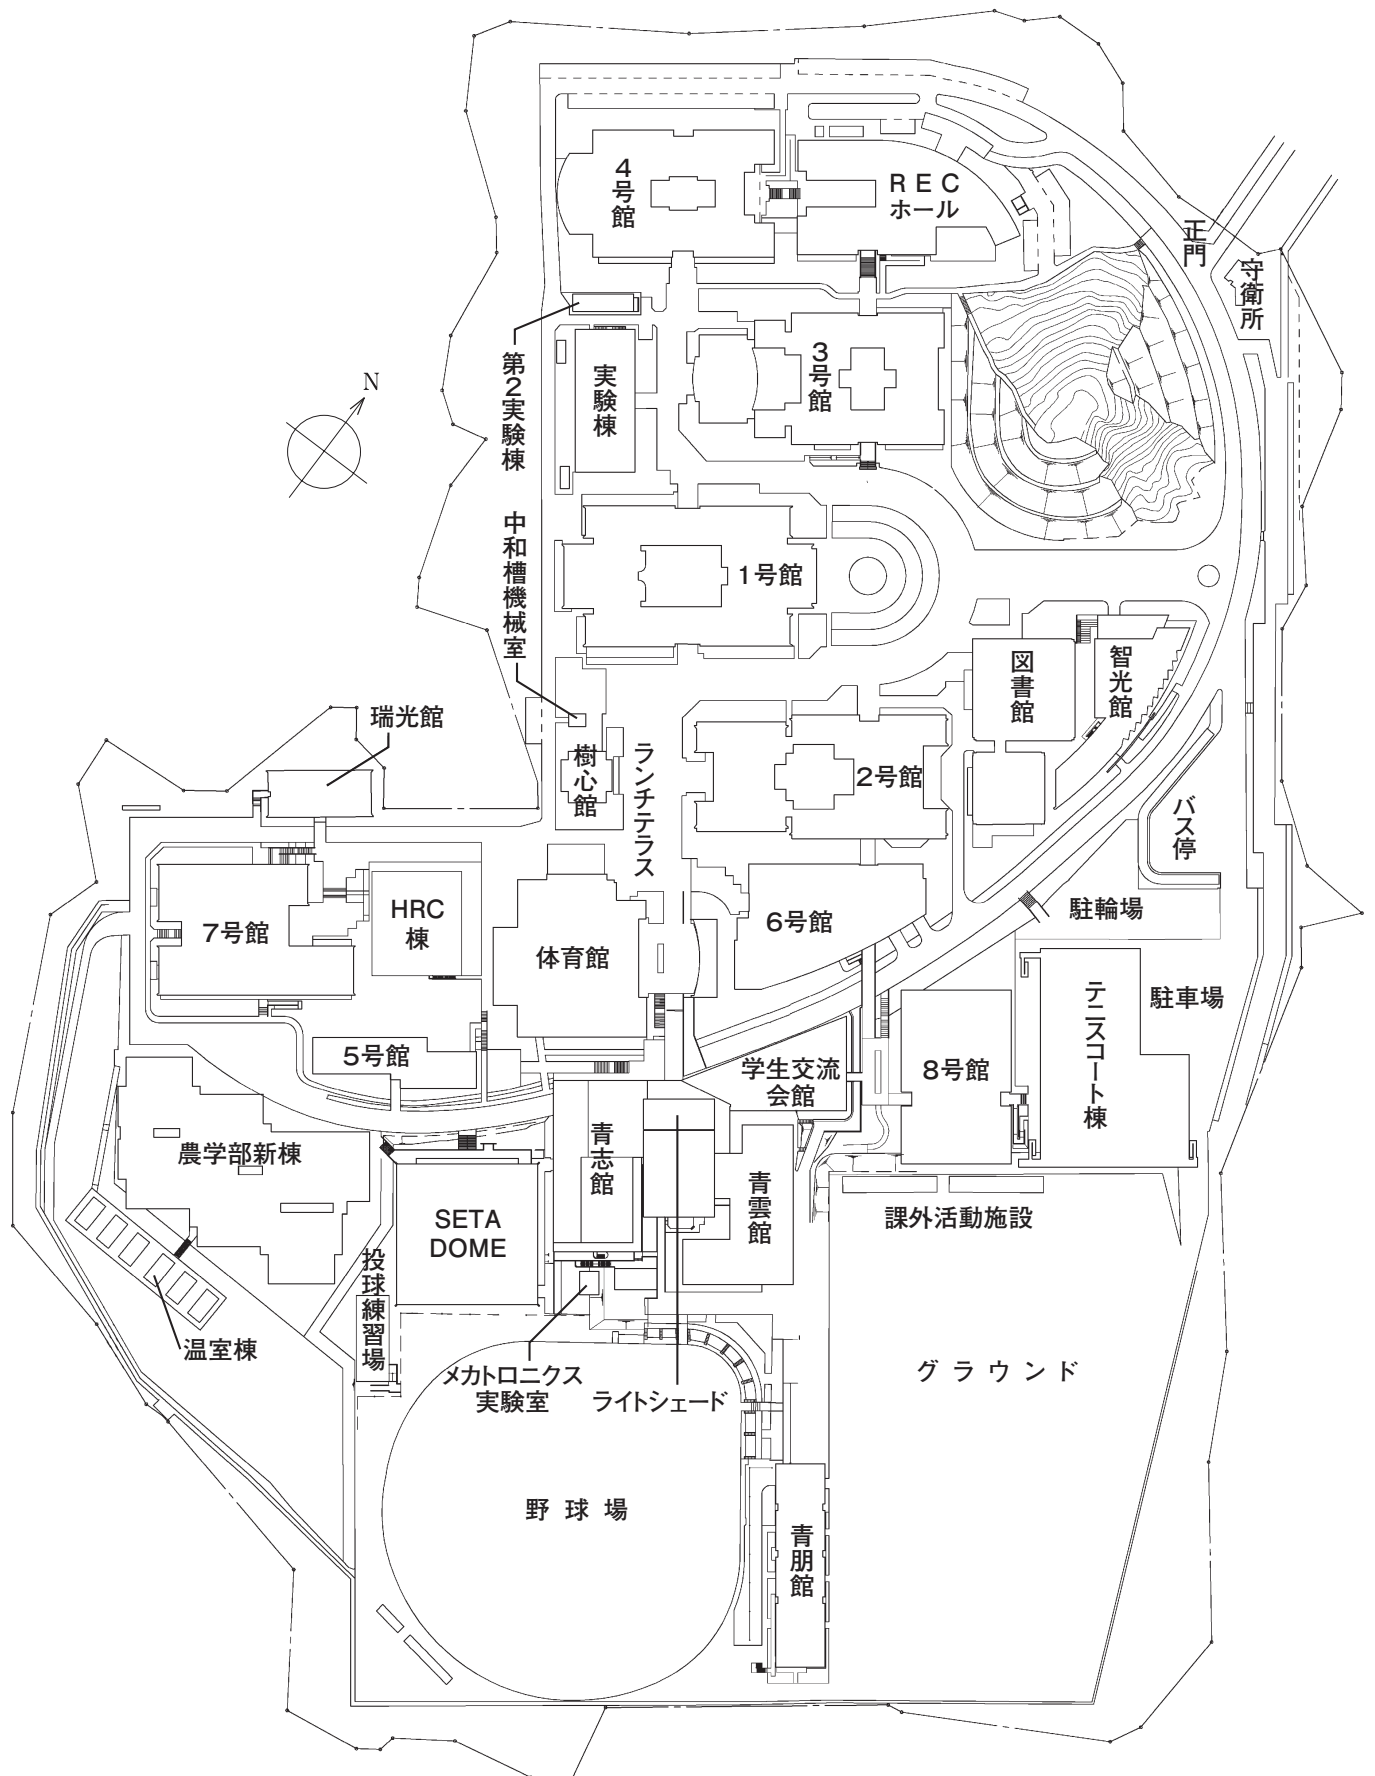 4号館
REC
ホール
正門
守衛所
第2実験棟
実験棟
3号館
N
中和槽機械室
1号館
図書館
智光館
瑞光館
樹心館
ランチテラス
2号館
バス停
7号館
HRC
棟
体育館
6号館
駐輪場
駐車場
テニスコート棟
5号館
学生交流
会館
8号館
農学部新棟
青志館
青雲館
SETA
DOME
課外活動施設
投球練習場
温室棟
メカトロニクス
実験室
ライトシェード
グラウンド
野球場
青朋館